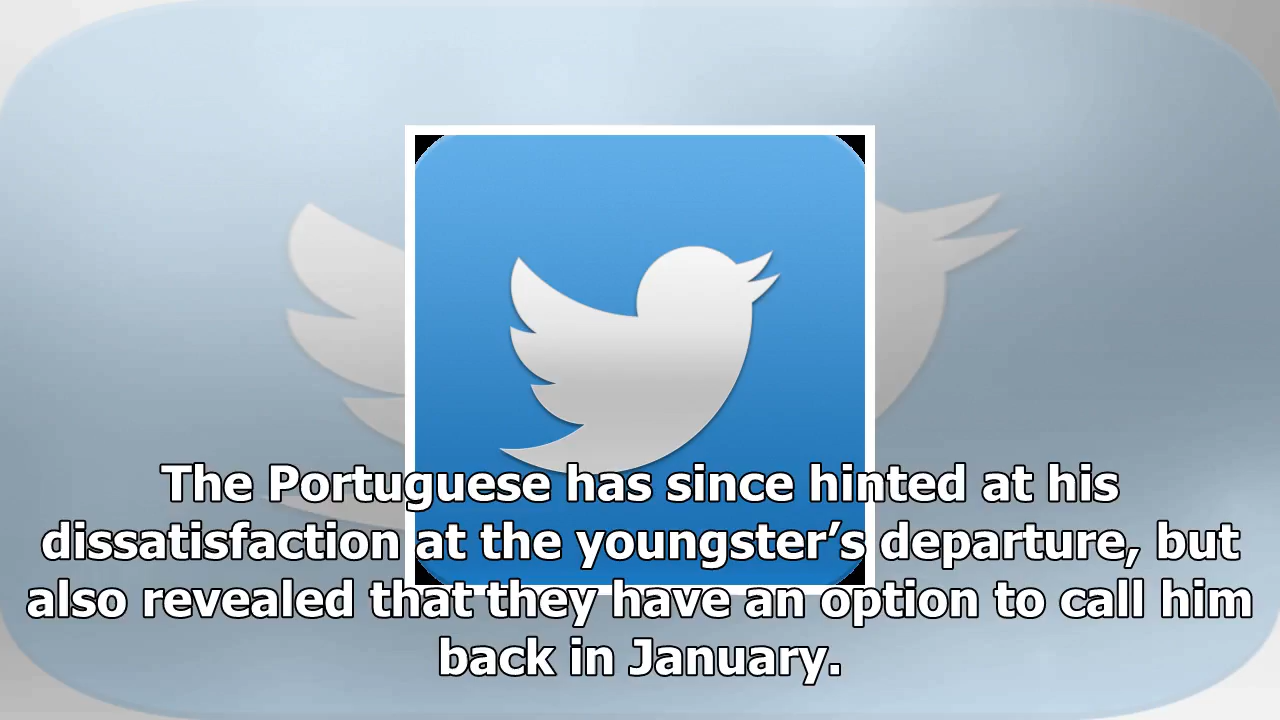 The Portuguese has since hinted at his
dissatisfaction at the youngster’s departure, but
also revealed that they have an option to call him
back in January.